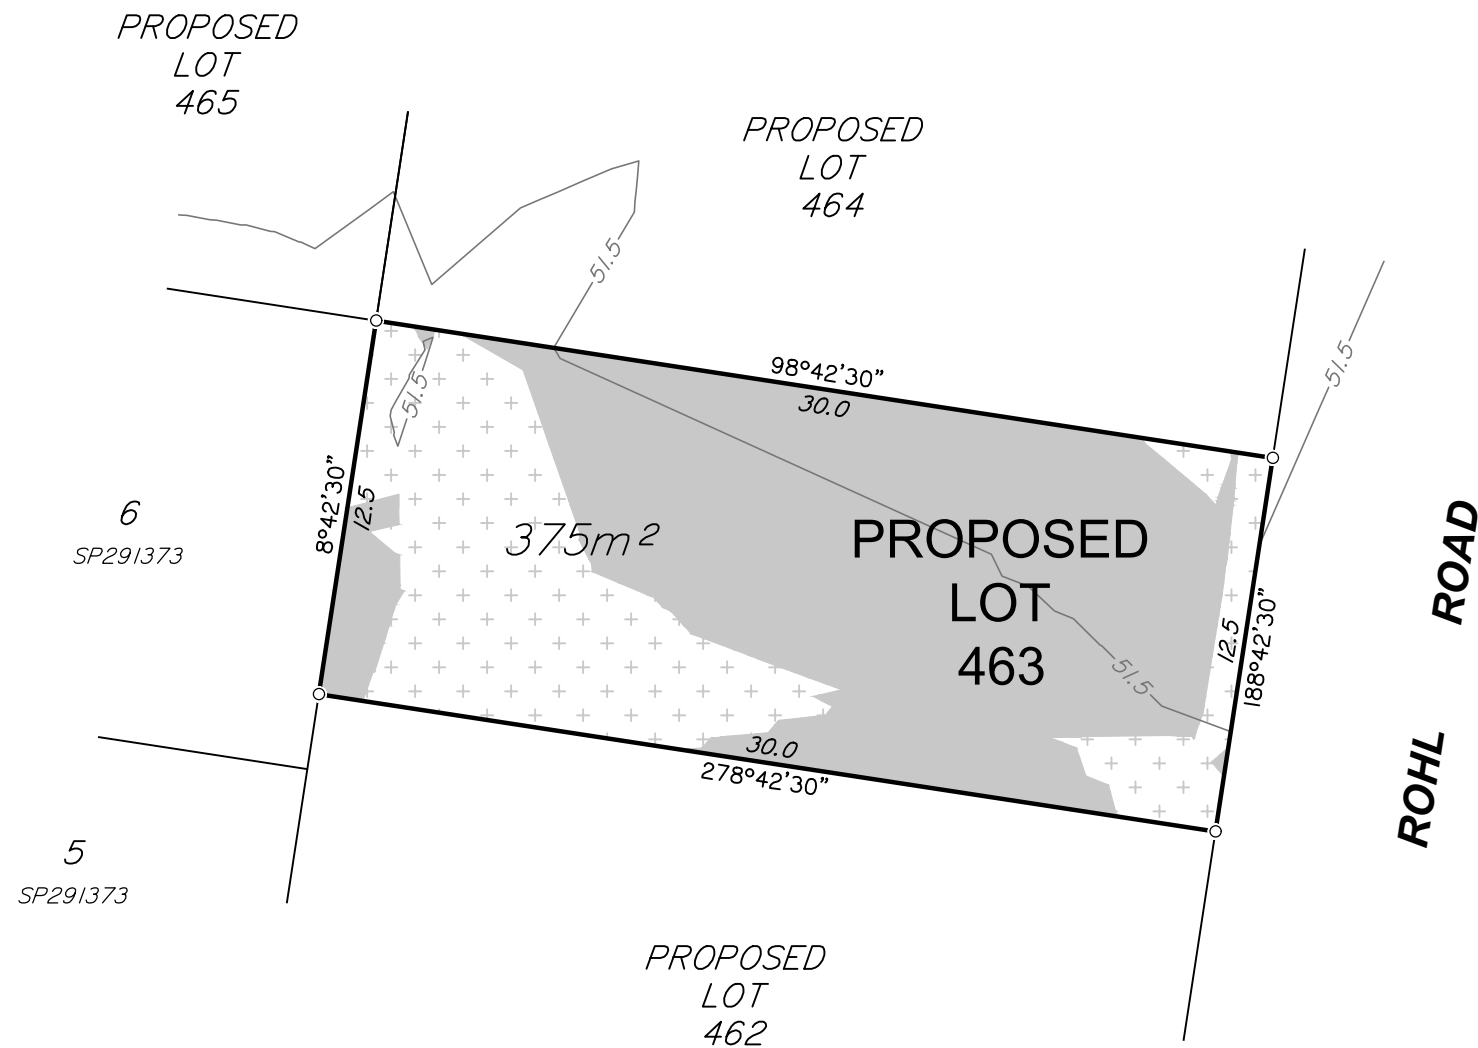 PROPOSED
LOT
465
PROPOSED
LOT
464
51.5
51.5
98°42'30"
30.0
51.5
8°42'30"
12.5
6
SP291373
375m²
PROPOSED
LOT
463
51.5
12.5
188°42'30"
ROHL ROAD
30.0
278°42'30"
5
SP291373
PROPOSED
LOT
462